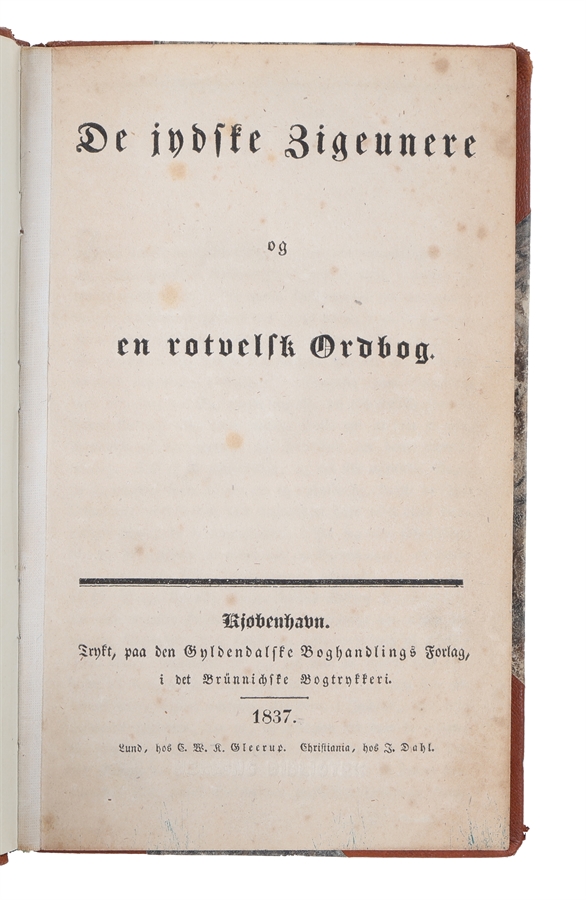 De jydske Zigeunere
og
en rotvelsk Ordbog.
Kjøbenhavn.
Trykt, paa den Gyldendalske Boghandlings Forlag,
i det Brünnichske Bogtrykkeri.
1837.
Lund, hos C. W. K. Gleerup. Christiania, hos J. Dahl.